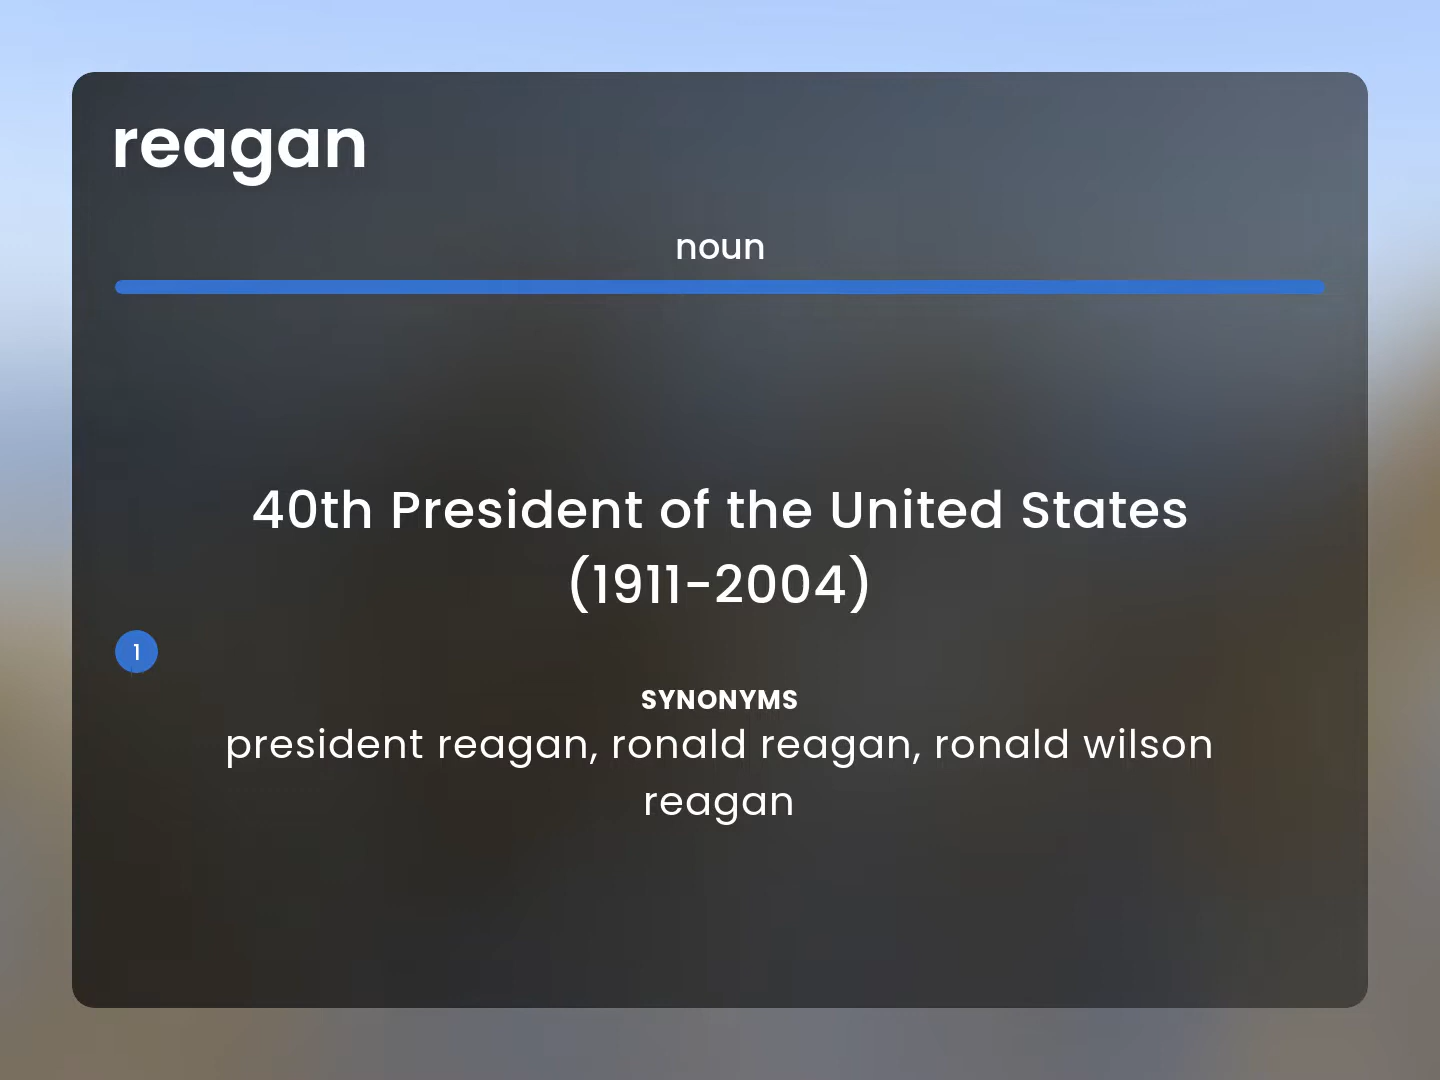 reagan
noun
40th President of the United States
(1911-2004)
1
SYNONYMS
president reagan, ronald reagan, ronald wilson
reagan